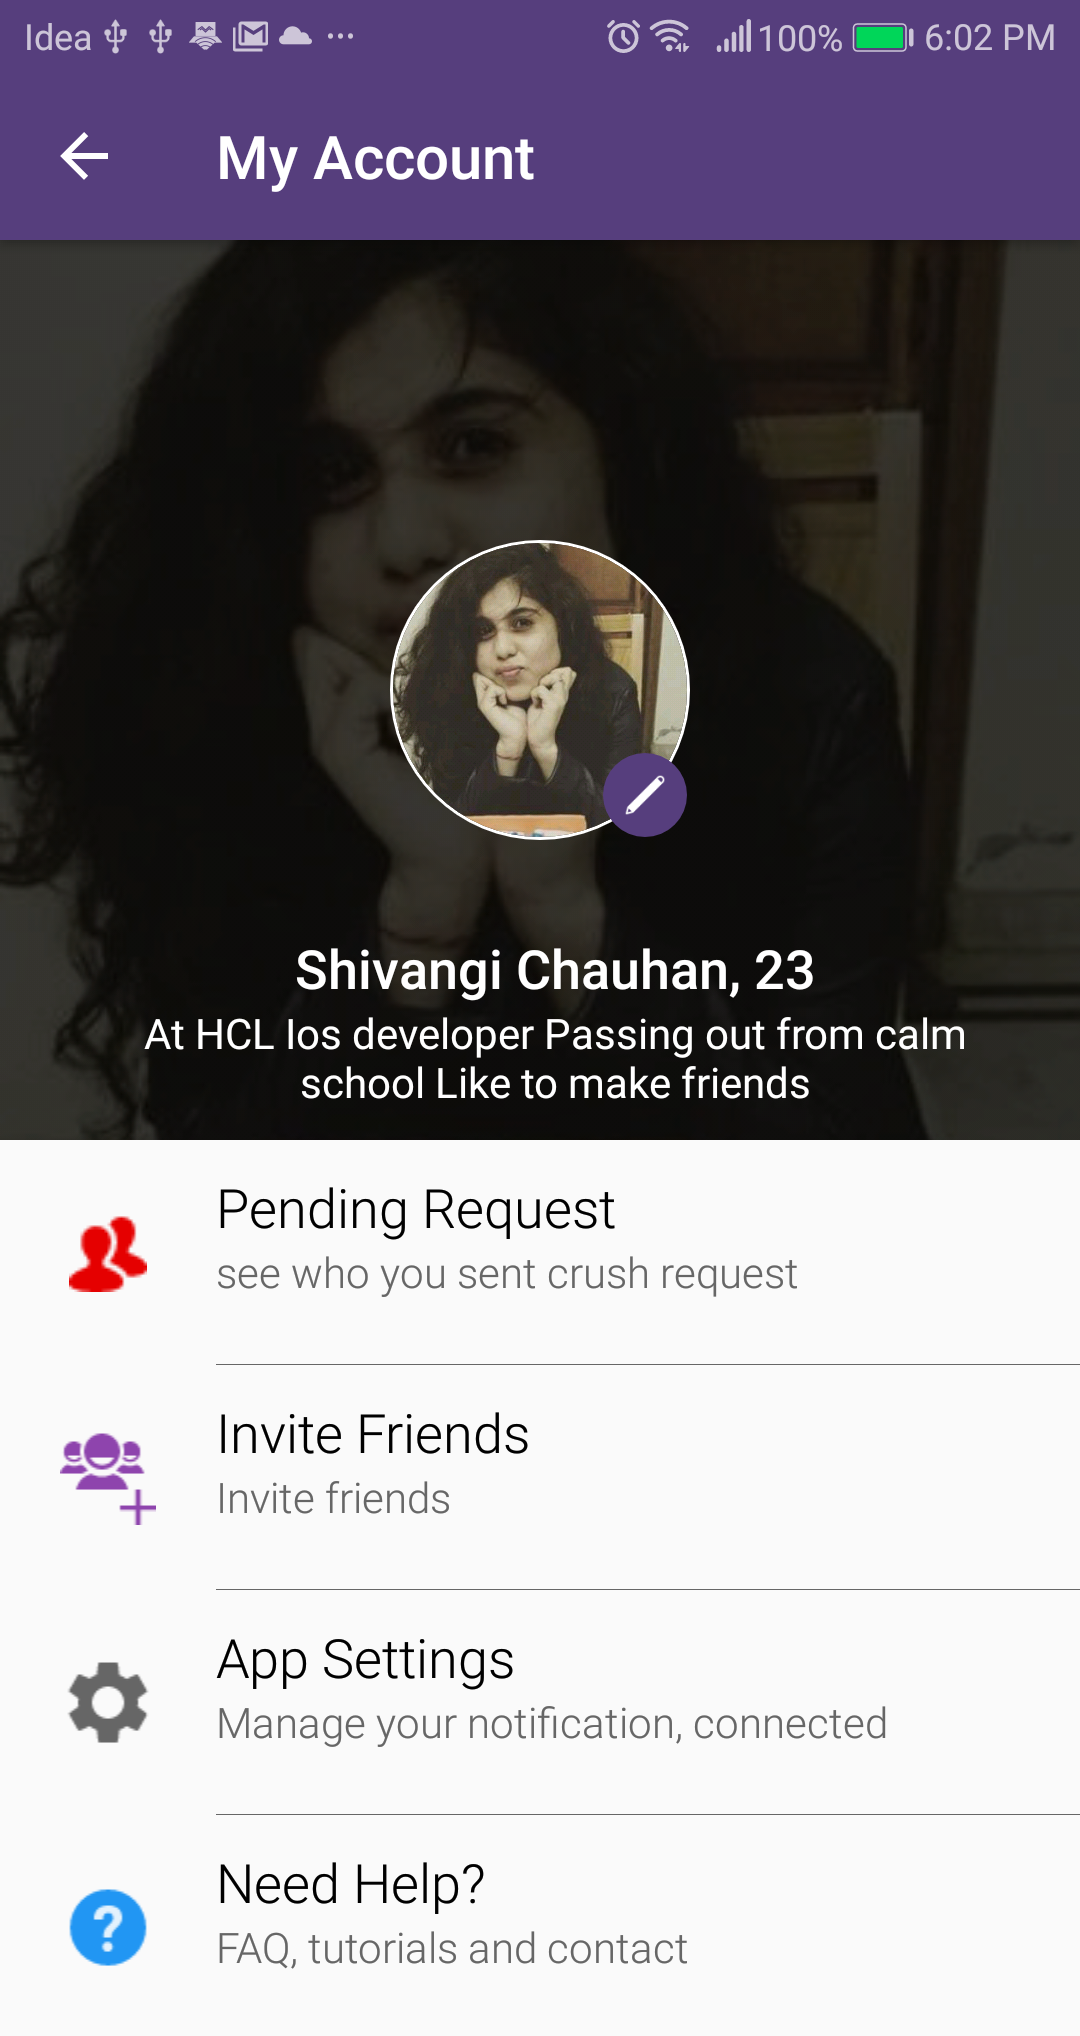 Idea 100% 6:02 PM
My Account
Shivangi Chauhan, 23
At HCL Ios developer Passing out from calm
school Like to make friends
Pending Request
see who you sent crush request
Invite Friends
Invite friends
App Settings
Manage your notification, connected
Need Help?
FAQ, tutorials and contact